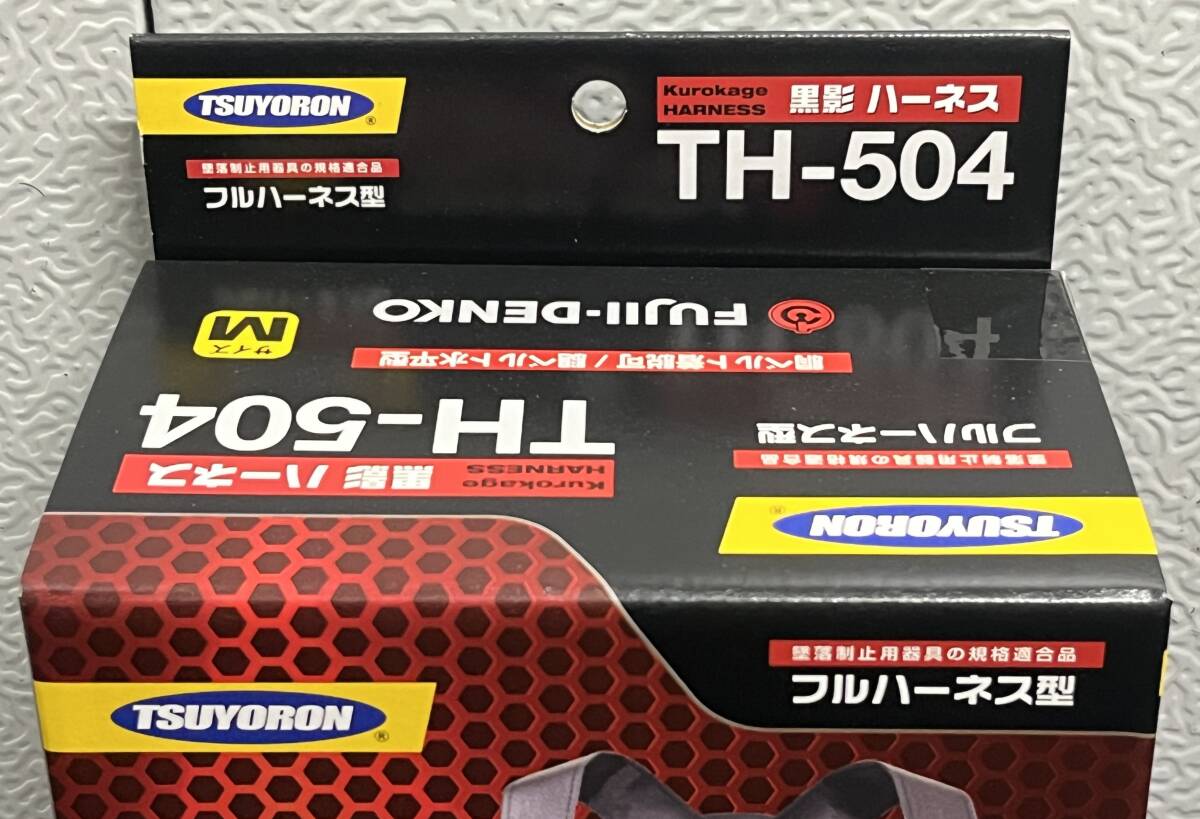 TSUYORON®
墜落制止用器具の規格適合品
フルハーネス型
Kurokage
HARNESS
黒影 ハーネス
TH-504
FUJII-DENKO
サイズ
M
胴ベルト着脱可/腿ベルト水平型
TH-504
Kurokage
HARNESS
黒影 ハーネス
フルハーネス型
墜落制止用器具の規格適合品
TSUYORON®
墜落制止用器具の規格適合品
フルハーネス型
TSUYORON®